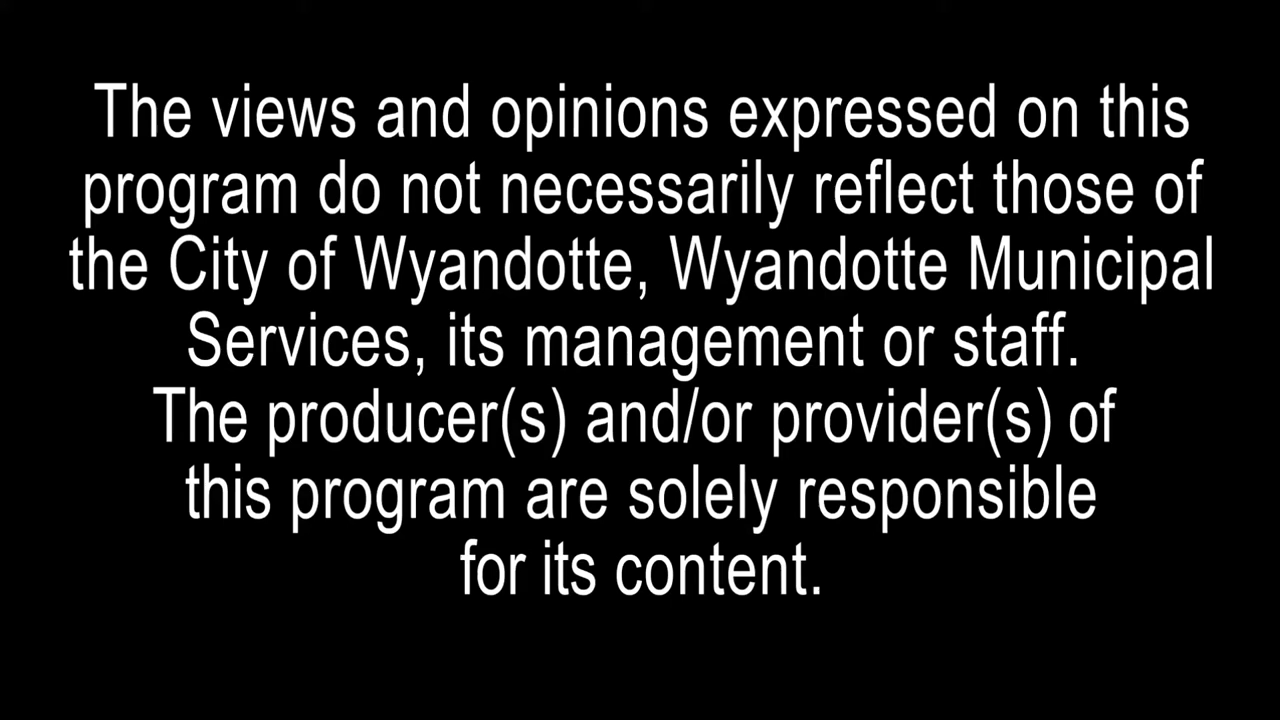 The views and opinions expressed on this
program do not necessarily reflect those of
the City of Wyandotte, Wyandotte Municipal
Services, its management or staff.
The producer(s) and/or provider(s) of
this program are solely responsible
for its content.